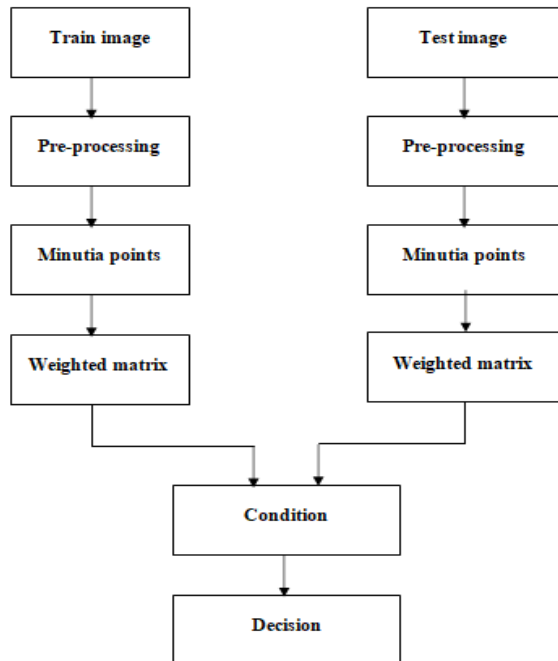 Train image
Test image
Pre-processing
Pre-processing
Minutia points
Minutia points
Weighted matrix
Weighted matrix
Condition
Decision